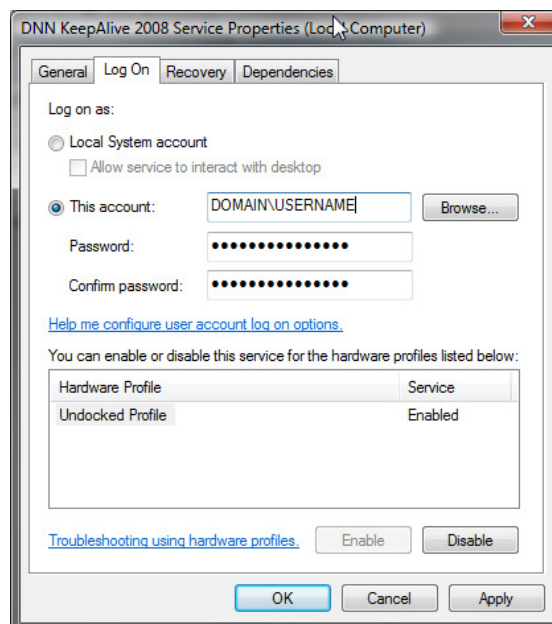 DNN KeepAlive 2008 Service Properties (Local Computer)
General Log On Recovery Dependencies
Log on as:
Local System account
Allow service to interact with desktop
This account: DOMAIN\USERNAME Browse...
Password: •••••••••••••••
Confirm password: •••••••••••••••
Help me configure user account log on options.
You can enable or disable this service for the hardware profiles listed below:
Hardware Profile Service
Undocked Profile Enabled
Troubleshooting using hardware profiles. Enable Disable
OK Cancel Apply